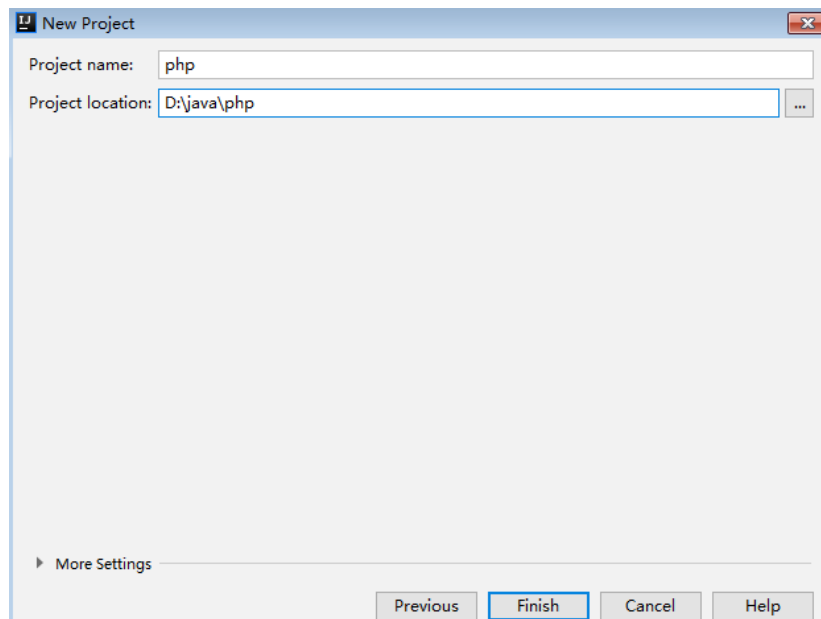 New Project
Project name: php
Project location: D:\java\php ...
More Settings
Previous Finish Cancel Help